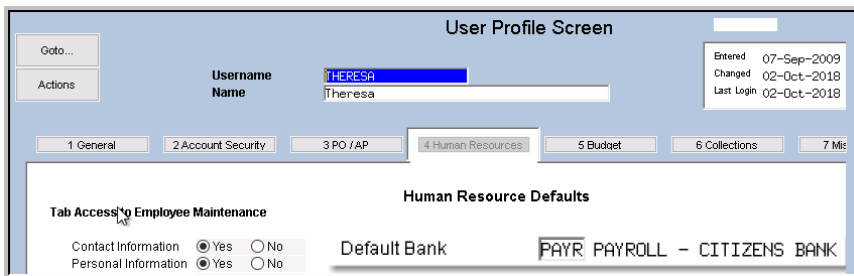 User Profile Screen
Goto...
Actions
Username THERESA
Name Theresa
Entered 07-Sep-2009
Changed 02-Oct-2018
Last Login 02-Oct-2018
1 General 2 Account Security 3 PO / AP 4 Human Resources 5 Budget 6 Collections 7 Mis
Human Resource Defaults
Tab Access to Employee Maintenance
Contact Information Yes No
Personal Information Yes No
Default Bank PAYR PAYROLL - CITIZENS BANK